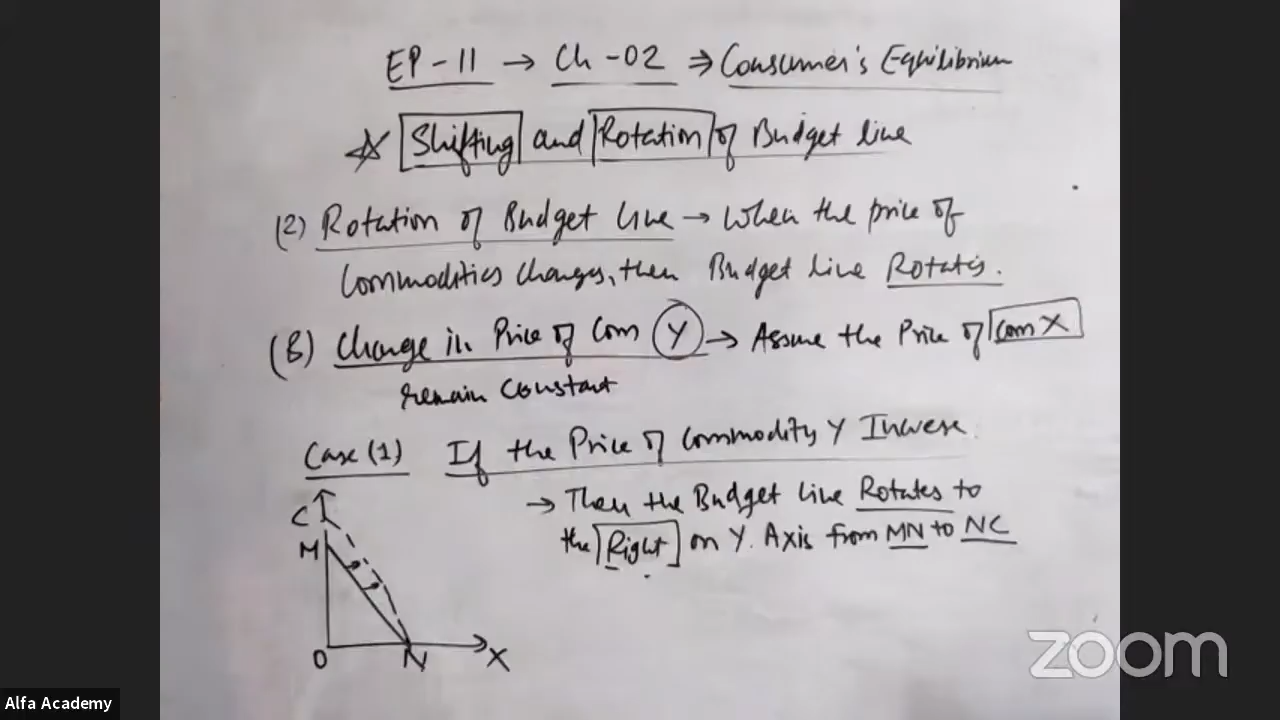 EP-11 → Ch-02 ⇒ Consumer's Equilibrium
☆ Shifting and Rotation of Budget line
(2) Rotation of Budget line → When the price of
Commodities changes, then Budget line Rotates.
(B) Change in Price of Com Y → Assume the Price of Com X
remain constant
Case (1) If the Price of Commodity Y Increse
→ Then the Budget line Rotates to
the Right on Y. Axis from MN to NC
C
M
O N X
zoom
Alfa Academy